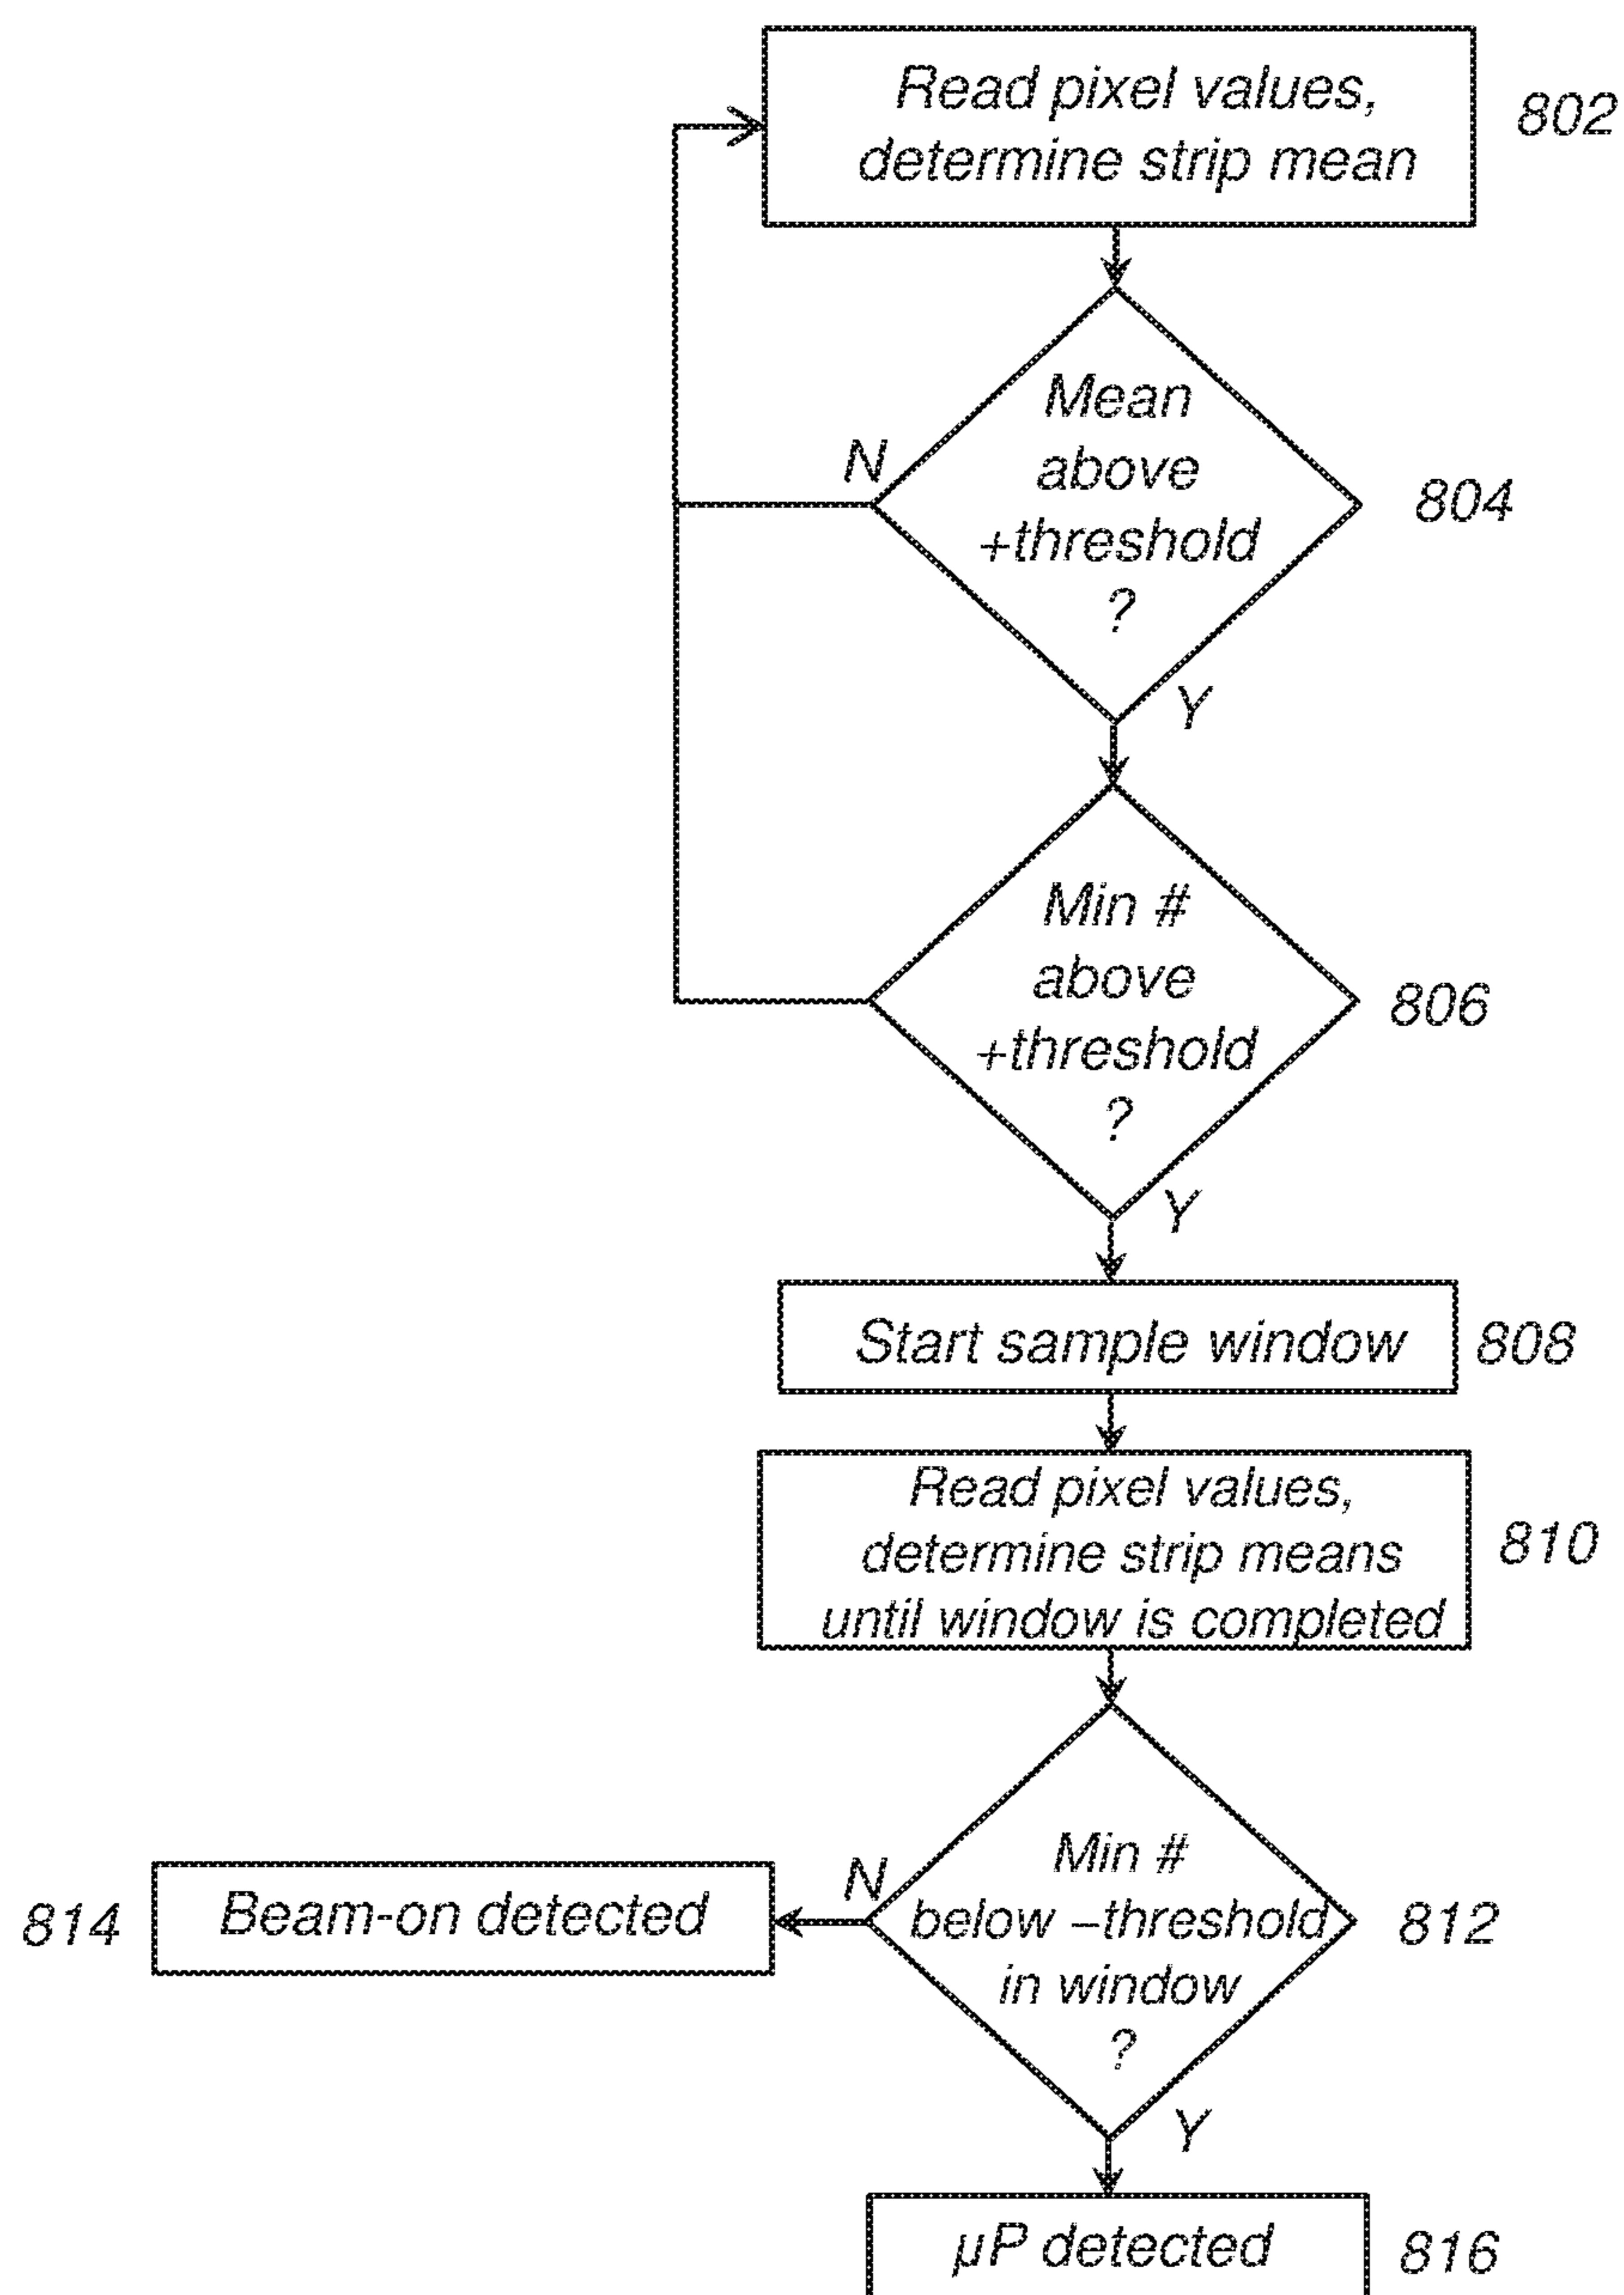 Read pixel values,
determine strip mean
802
Mean
above
+threshold
?
N
804
Y
Min #
above
+threshold
?
806
Y
Start sample window
808
Read pixel values,
determine strip means
until window is completed
810
Min #
below –threshold
in window
?
N
812
814
Beam-on detected
Y
µP detected
816